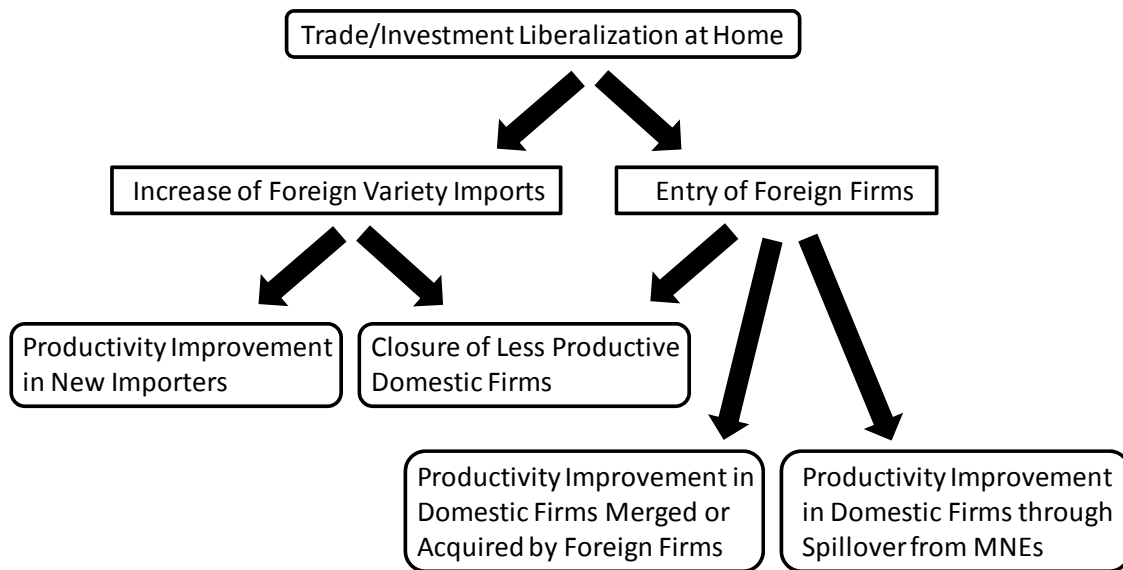 Trade/Investment Liberalization at Home
Increase of Foreign Variety Imports
Entry of Foreign Firms
Productivity Improvement
in New Importers
Closure of Less Productive
Domestic Firms
Productivity Improvement in
Domestic Firms Merged or
Acquired by Foreign Firms
Productivity Improvement
in Domestic Firms through
Spillover from MNEs